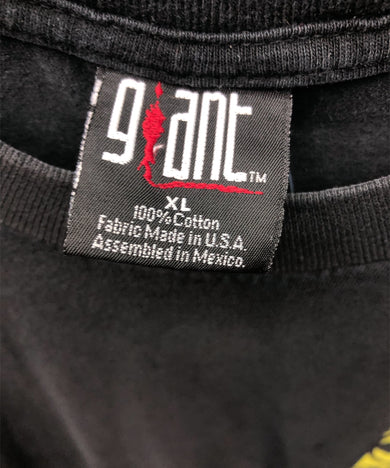 giant™
XL
100% Cotton
Fabric Made in U.S.A.
Assembled in Mexico.